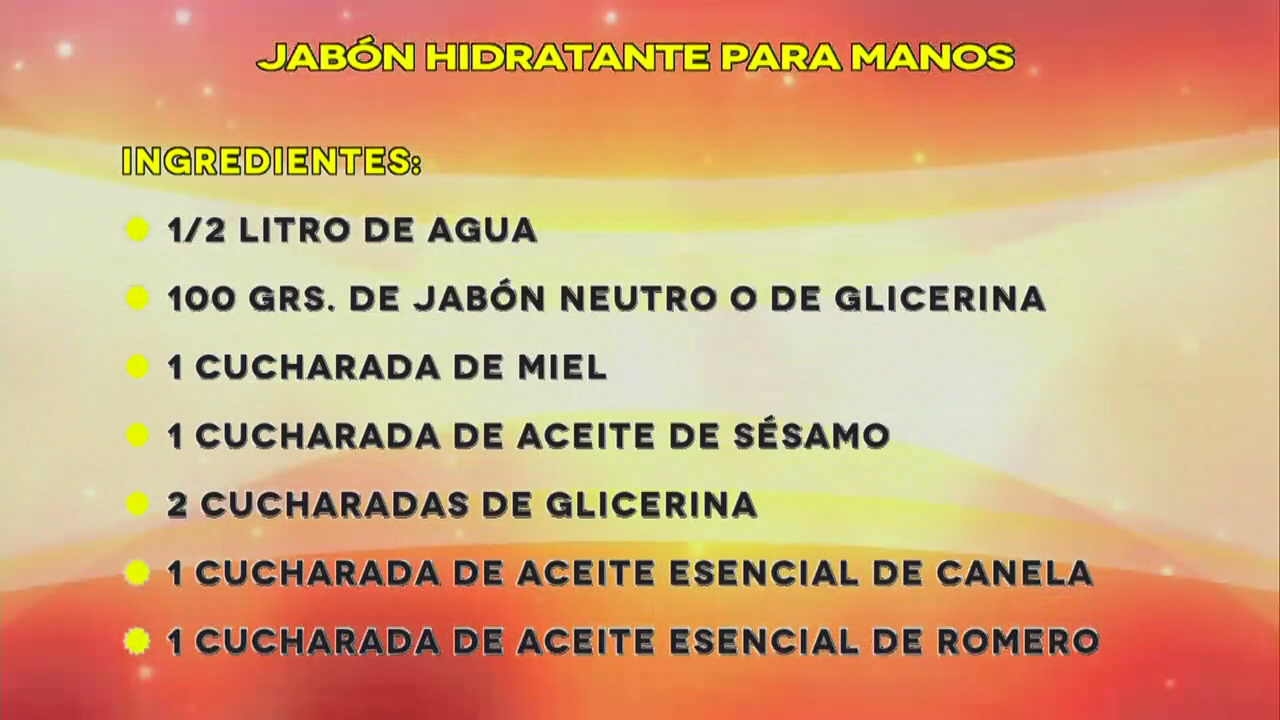 JABÓN HIDRATANTE PARA MANOS
INGREDIENTES:
1/2 LITRO DE AGUA
100 GRS. DE JABÓN NEUTRO O DE GLICERINA
1 CUCHARADA DE MIEL
1 CUCHARADA DE ACEITE DE SÉSAMO
2 CUCHARADAS DE GLICERINA
1 CUCHARADA DE ACEITE ESENCIAL DE CANELA
1 CUCHARADA DE ACEITE ESENCIAL DE ROMERO